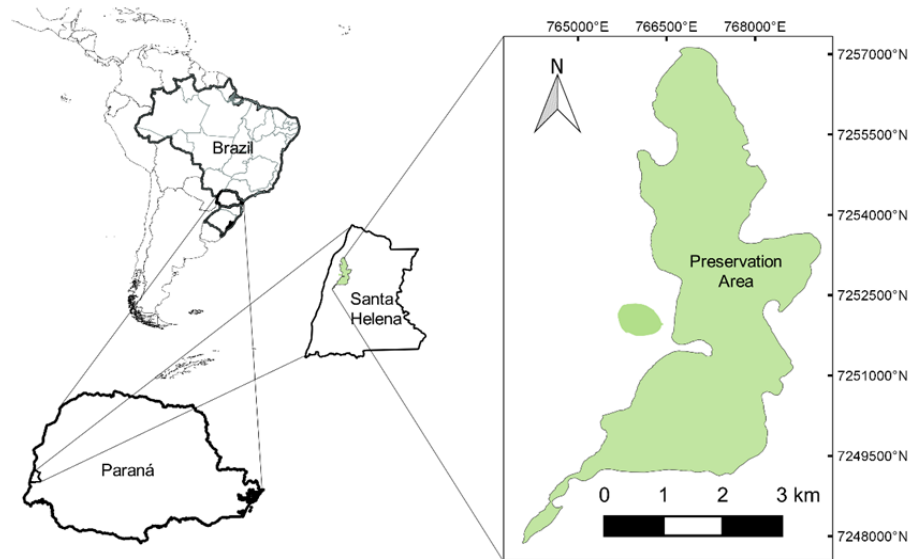 765000°E 766500°E 768000°E
N
7257000°N
7255500°N
7254000°N
7252500°N
7251000°N
7249500°N
7248000°N
Brazil
Santa
Helena
Preservation
Area
Paraná
0 1 2 3 km